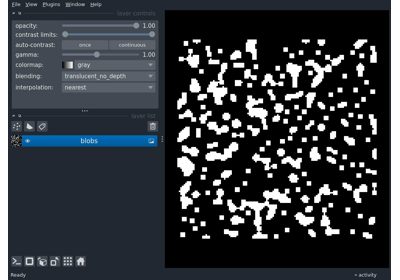 File View Plugins Window Help
layer controls
opacity: 1.00
contrast limits:
auto-contrast: once continuous
gamma: 1.00
colormap: gray
blending: translucent_no_depth
interpolation: nearest
layer list
blobs
Ready activity